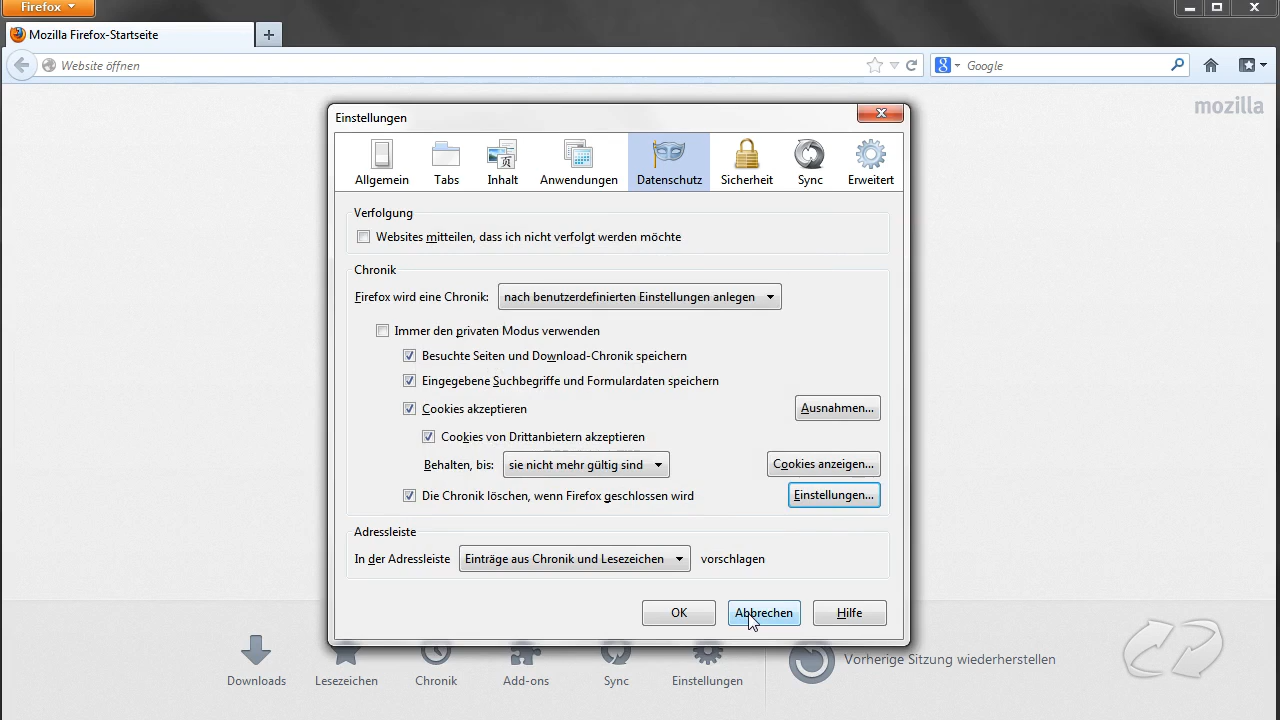 Firefox
Mozilla Firefox-Startseite
Website öffnen
Google
mozilla
Einstellungen
Allgemein Tabs Inhalt Anwendungen Datenschutz Sicherheit Sync Erweitert
Verfolgung
Websites mitteilen, dass ich nicht verfolgt werden möchte
Chronik
Firefox wird eine Chronik: nach benutzerdefinierten Einstellungen anlegen
Immer den privaten Modus verwenden
Besuchte Seiten und Download-Chronik speichern
Eingegebene Suchbegriffe und Formulardaten speichern
Cookies akzeptieren Ausnahmen...
Cookies von Drittanbietern akzeptieren
Behalten, bis: sie nicht mehr gültig sind Cookies anzeigen...
Die Chronik löschen, wenn Firefox geschlossen wird Einstellungen...
Adressleiste
In der Adressleiste Einträge aus Chronik und Lesezeichen vorschlagen
OK Abbrechen Hilfe
Downloads Lesezeichen Chronik Add-ons Sync Einstellungen Vorherige Sitzung wiederherstellen